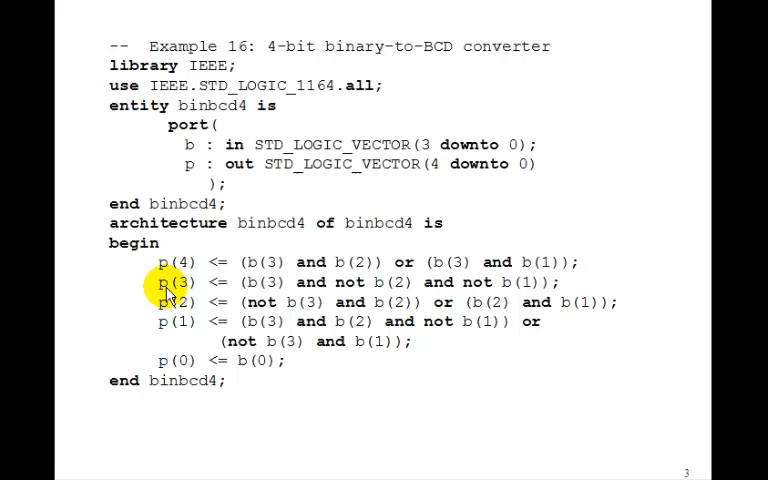 -- Example 16: 4-bit binary-to-BCD converter
library IEEE;
use IEEE.STD_LOGIC_1164.all;
entity binbcd4 is
port(
b : in STD_LOGIC_VECTOR(3 downto 0);
p : out STD_LOGIC_VECTOR(4 downto 0)
);
end binbcd4;
architecture binbcd4 of binbcd4 is
begin
p(4) <= (b(3) and b(2)) or (b(3) and b(1));
p(3) <= (b(3) and not b(2) and not b(1));
p(2) <= (not b(3) and b(2)) or (b(2) and b(1));
p(1) <= (b(3) and b(2) and not b(1)) or
(not b(3) and b(1));
p(0) <= b(0);
end binbcd4;
3